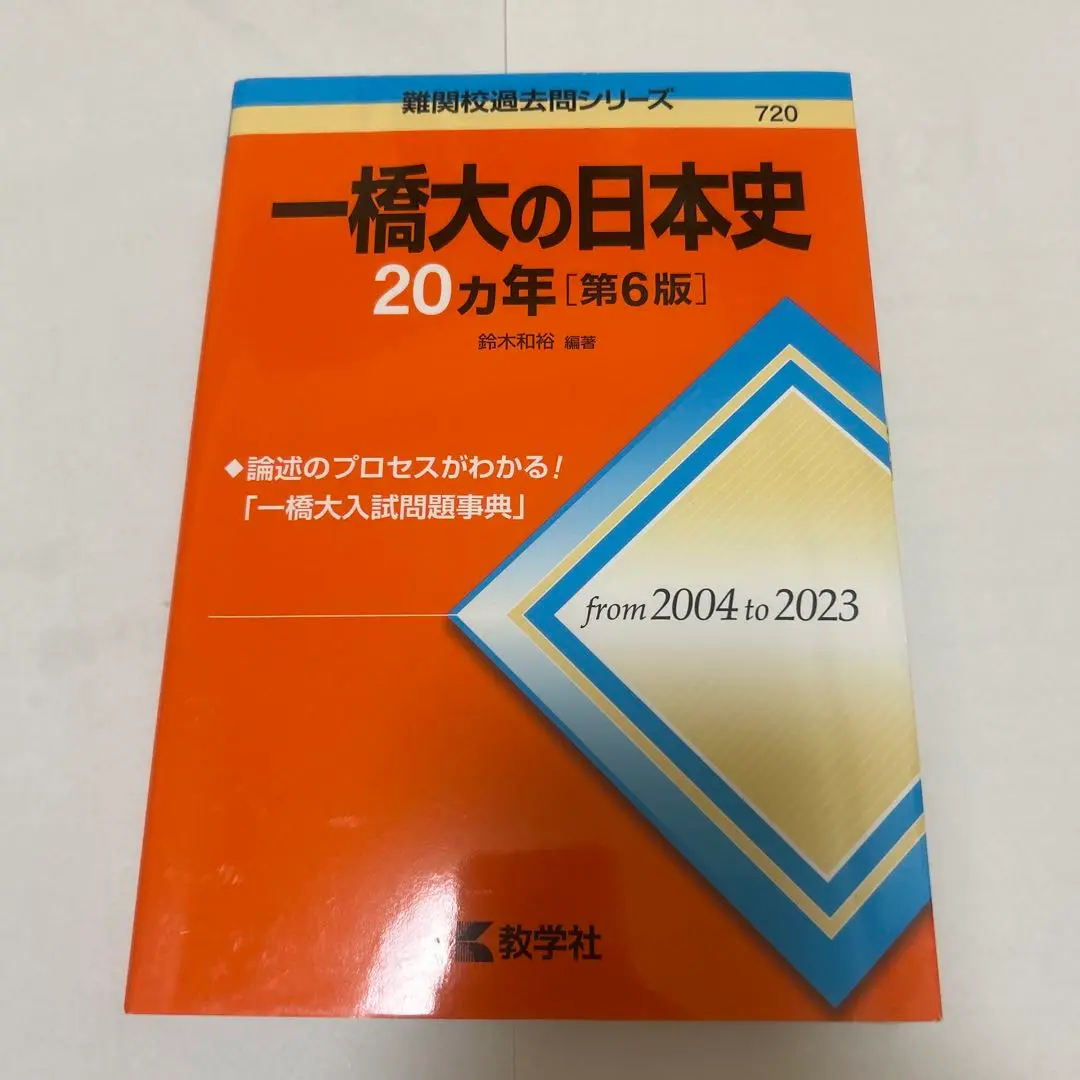 難関校過去問シリーズ
720
一橋大の日本史
20ヵ年[第6版]
鈴木和裕 編著
◆論述のプロセスがわかる!
「一橋大入試問題事典」
from 2004 to 2023
教学社